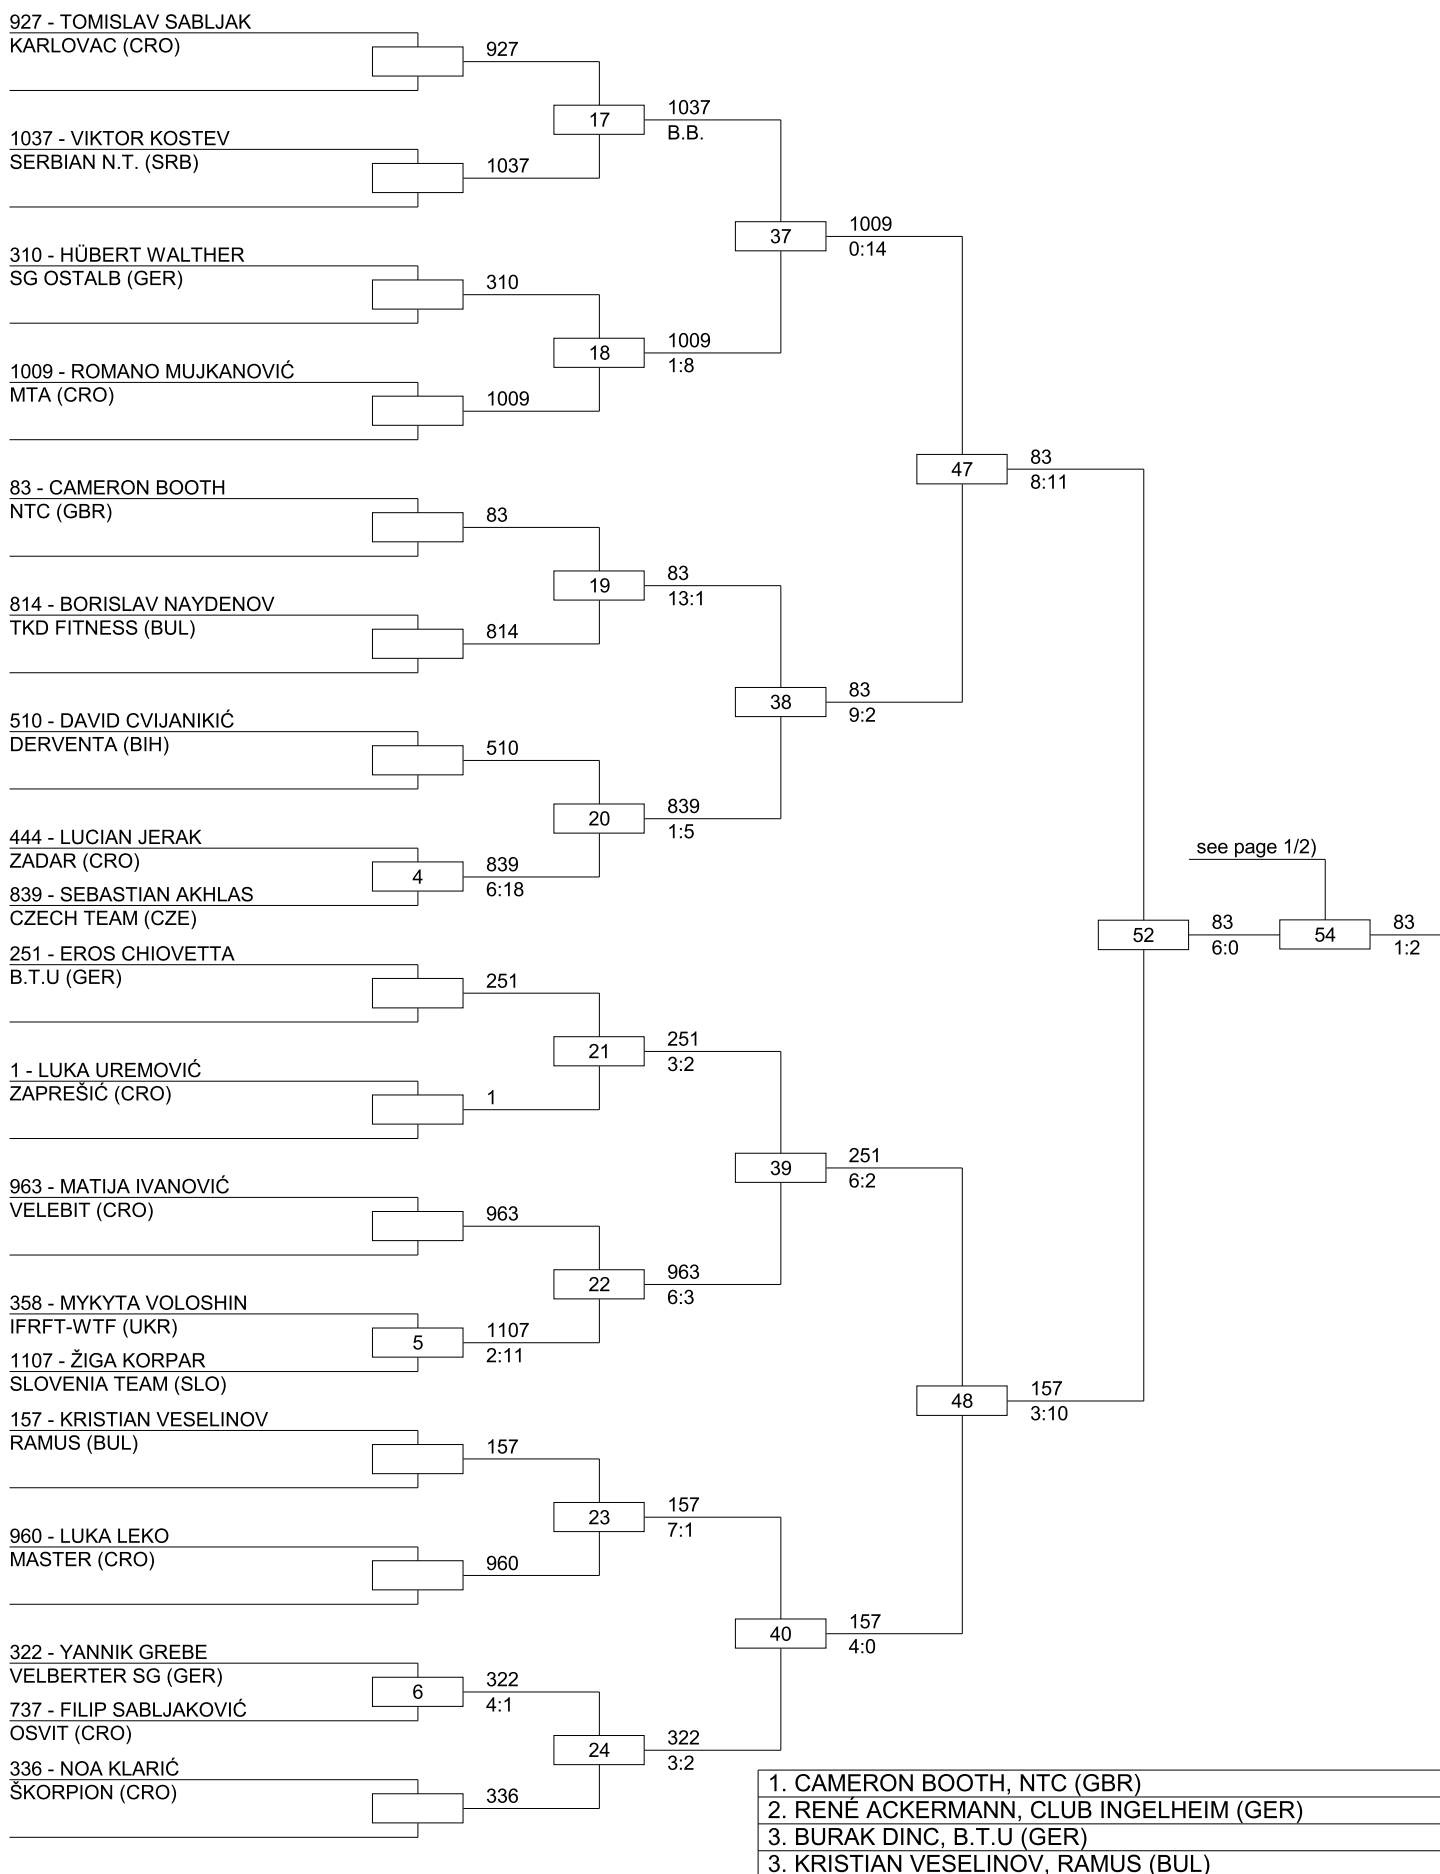 927 - TOMISLAV SABLJAK
KARLOVAC (CRO)
927
17
1037
B.B.
1037 - VIKTOR KOSTEV
SERBIAN N.T. (SRB)
1037
37
1009
0:14
310 - HÜBERT WALTHER
SG OSTALB (GER)
310
18
1009
1:8
1009 - ROMANO MUJKANOVIĆ
MTA (CRO)
1009
47
83
8:11
83 - CAMERON BOOTH
NTC (GBR)
83
19
83
13:1
814 - BORISLAV NAYDENOV
TKD FITNESS (BUL)
814
38
83
9:2
510 - DAVID CVIJANIKIĆ
DERVENTA (BIH)
510
20
839
1:5
444 - LUCIAN JERAK
ZADAR (CRO)
4
839
6:18
839 - SEBASTIAN AKHLAS
CZECH TEAM (CZE)
see page 1/2)
52
83
6:0
54
83
1:2
251 - EROS CHIOVETTA
B.T.U (GER)
251
21
251
3:2
1 - LUKA UREMOVIĆ
ZAPREŠIĆ (CRO)
1
39
251
6:2
963 - MATIJA IVANOVIĆ
VELEBIT (CRO)
963
22
963
6:3
358 - MYKYTA VOLOSHIN
IFRFT-WTF (UKR)
5
1107
2:11
1107 - ŽIGA KORPAR
SLOVENIA TEAM (SLO)
48
157
3:10
157 - KRISTIAN VESELINOV
RAMUS (BUL)
157
23
157
7:1
960 - LUKA LEKO
MASTER (CRO)
960
40
157
4:0
322 - YANNIK GREBE
VELBERTER SG (GER)
6
322
4:1
737 - FILIP SABLJAKOVIĆ
OSVIT (CRO)
24
322
3:2
336 - NOA KLARIĆ
ŠKORPION (CRO)
336
1. CAMERON BOOTH, NTC (GBR)
2. RENÉ ACKERMANN, CLUB INGELHEIM (GER)
3. BURAK DINC, B.T.U (GER)
3. KRISTIAN VESELINOV, RAMUS (BUL)